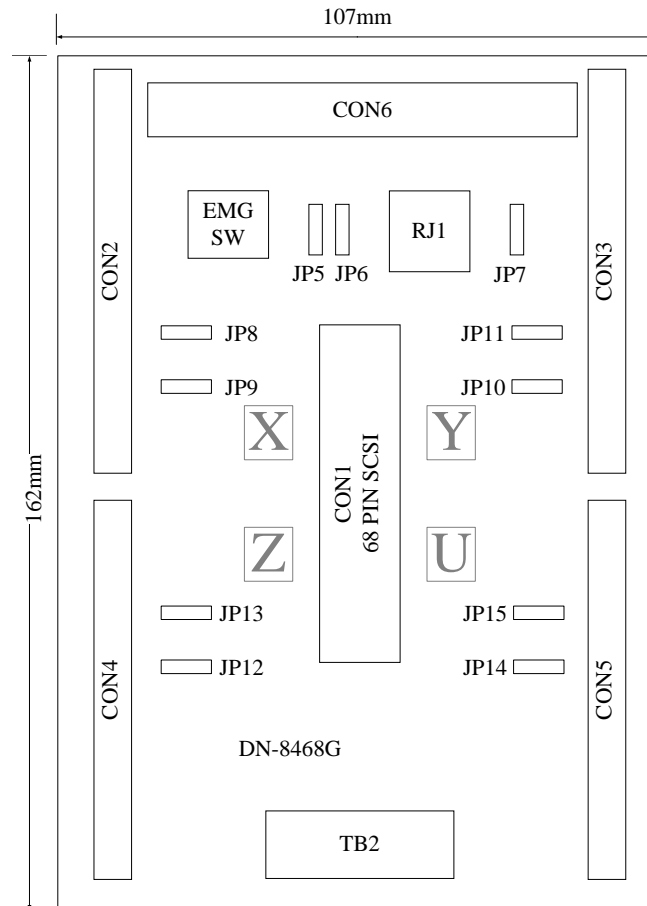 107mm
CON6
EMG
SW
RJ1
JP5
JP6
JP7
CON2
CON3
JP8
JP11
JP9
JP10
X
Y
162mm
CON1
68 PIN SCSI
Z
U
JP13
JP15
JP12
JP14
CON4
CON5
DN-8468G
TB2